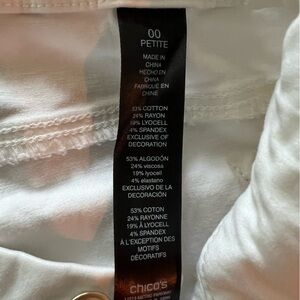 00
PETITE
MADE IN
CHINA
HECHO EN
CHINA
FABRIQUÉ EN
CHINE
53% COTTON
24% RAYON
19% LYOCELL
4% SPANDEX
EXCLUSIVE OF
DECORATION
53% ALGODÓN
24% viscosa
19% lyocell
4% elastano
EXCLUSIVO DE LA
DECORACIÓN
53% COTON
24% RAYONNE
19% LYOCELL
4% SPANDEX
À L'EXCEPTION DES
MOTIFS
DÉCORATIFS
chico's